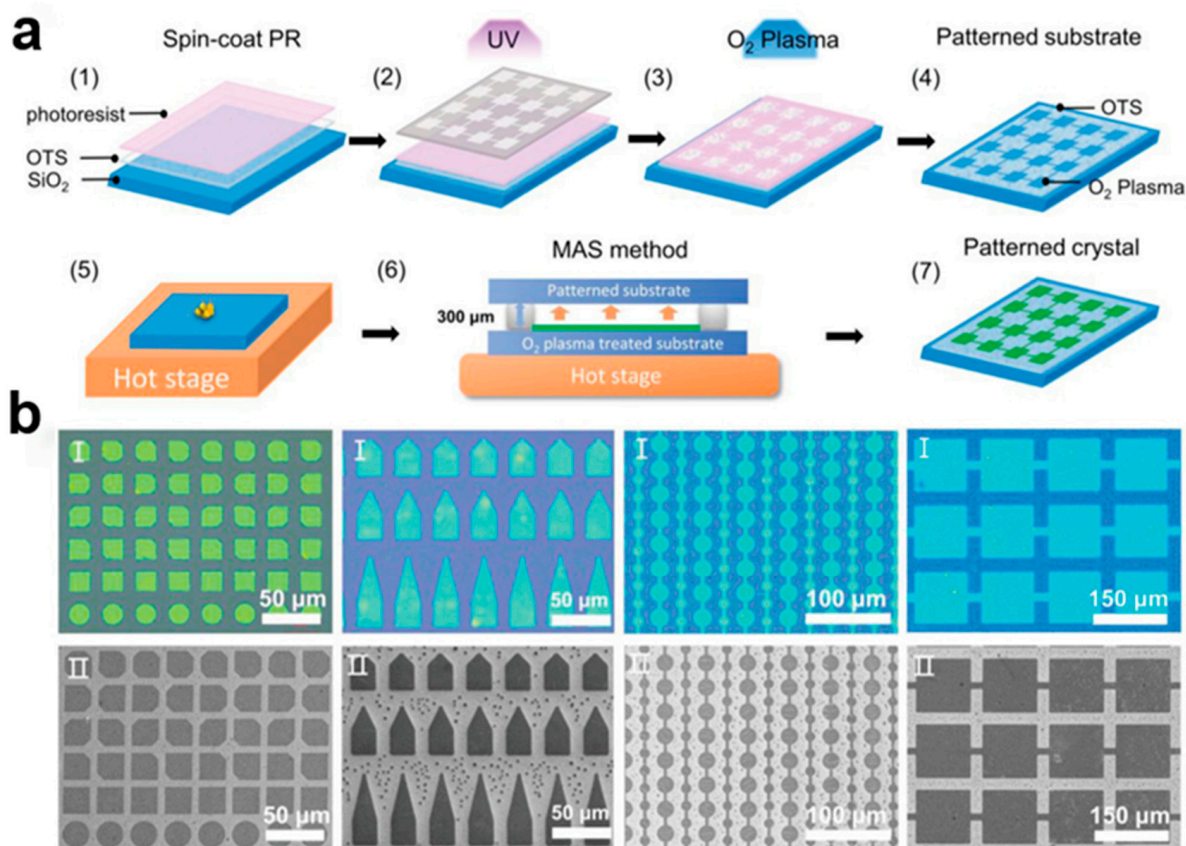 a
Spin-coat PR
UV
O₂ Plasma
Patterned substrate
(1)
(2)
(3)
(4)
photoresist
OTS
SiO₂
OTS
O₂ Plasma
(5)
(6)
MAS method
(7)
Patterned crystal
Hot stage
300 μm
Patterned substrate
O₂ plasma treated substrate
Hot stage
b
I
50 μm
I
50 μm
I
100 μm
I
150 μm
II
50 μm
II
50 μm
II
100 μm
II
150 μm